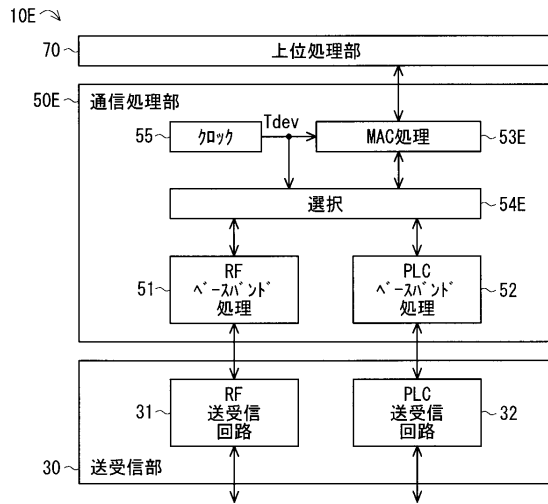 10E
70
上位処理部
50E
通信処理部
55
クロック
Tdev
MAC処理
53E
選択
54E
51
RF
ベースバンド
処理
PLC
ベースバンド
処理
52
31
RF
送受信
回路
PLC
送受信
回路
32
30
送受信部